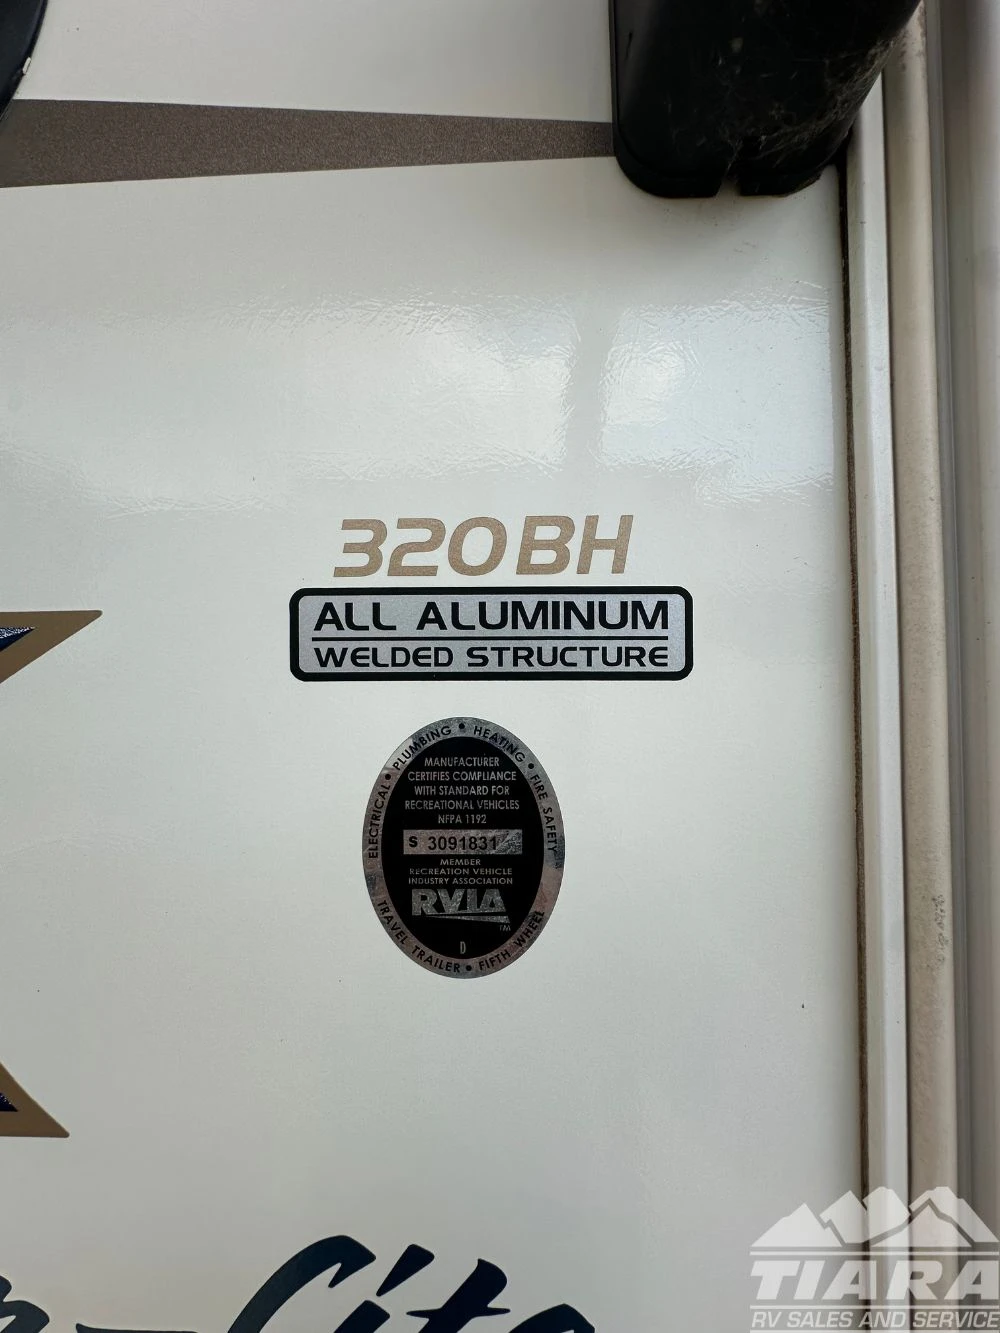 320BH
ALL ALUMINUM
WELDED STRUCTURE
ELECTRICAL • PLUMBING • HEATING • FIRE SAFETY
MANUFACTURER
CERTIFIES COMPLIANCE
WITH STANDARD FOR
RECREATIONAL VEHICLES
NFPA 1192
S 3091831
MEMBER
RECREATION VEHICLE
INDUSTRY ASSOCIATION
RVIA
TM
D
TRAVEL TRAILER • FIFTH WHEEL
TIARA
RV SALES AND SERVICE